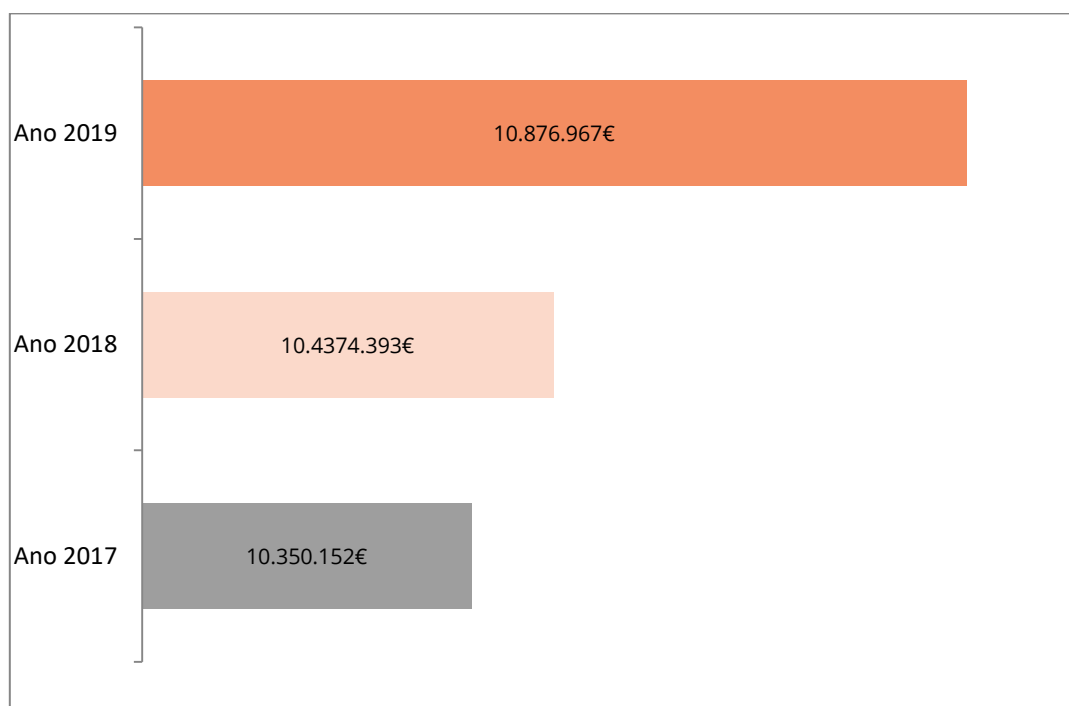 Ano 2019
10.876.967€
Ano 2018
10.4374.393€
Ano 2017
10.350.152€